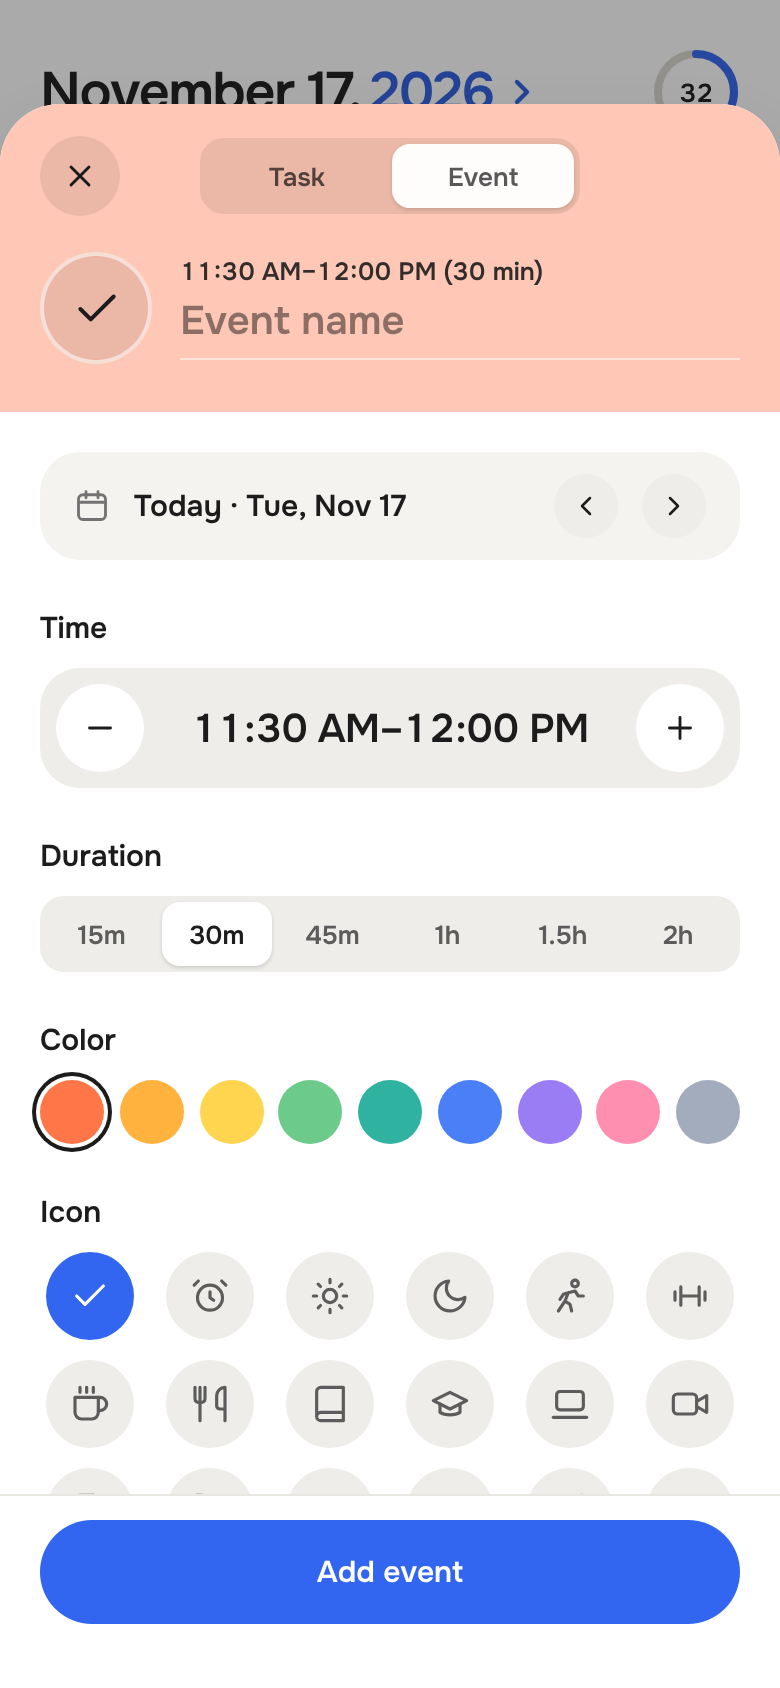 November 17, 2026
32
Task
Event
11:30 AM–12:00 PM (30 min)
Event name
Today · Tue, Nov 17
Time
11:30 AM–12:00 PM
Duration
15m
30m
45m
1h
1.5h
2h
Color
Icon
Add event